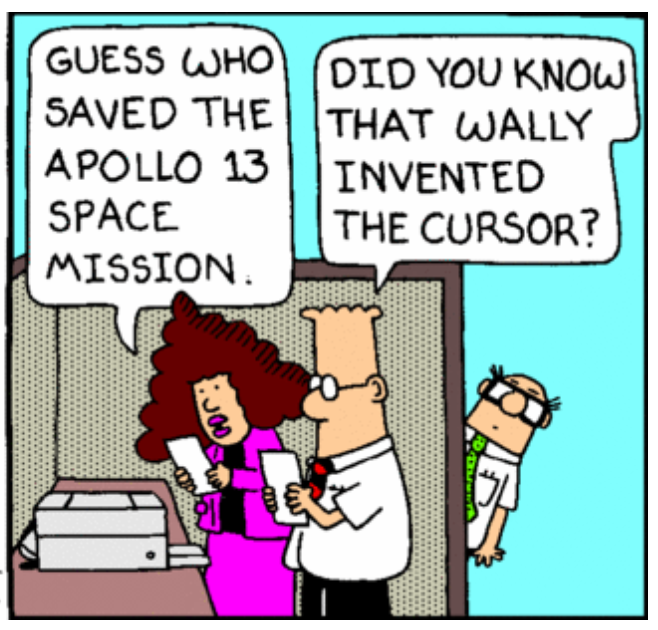 GUESS WHO
SAVED THE
APOLLO 13
SPACE
MISSION.
DID YOU KNOW
THAT WALLY
INVENTED
THE CURSOR?